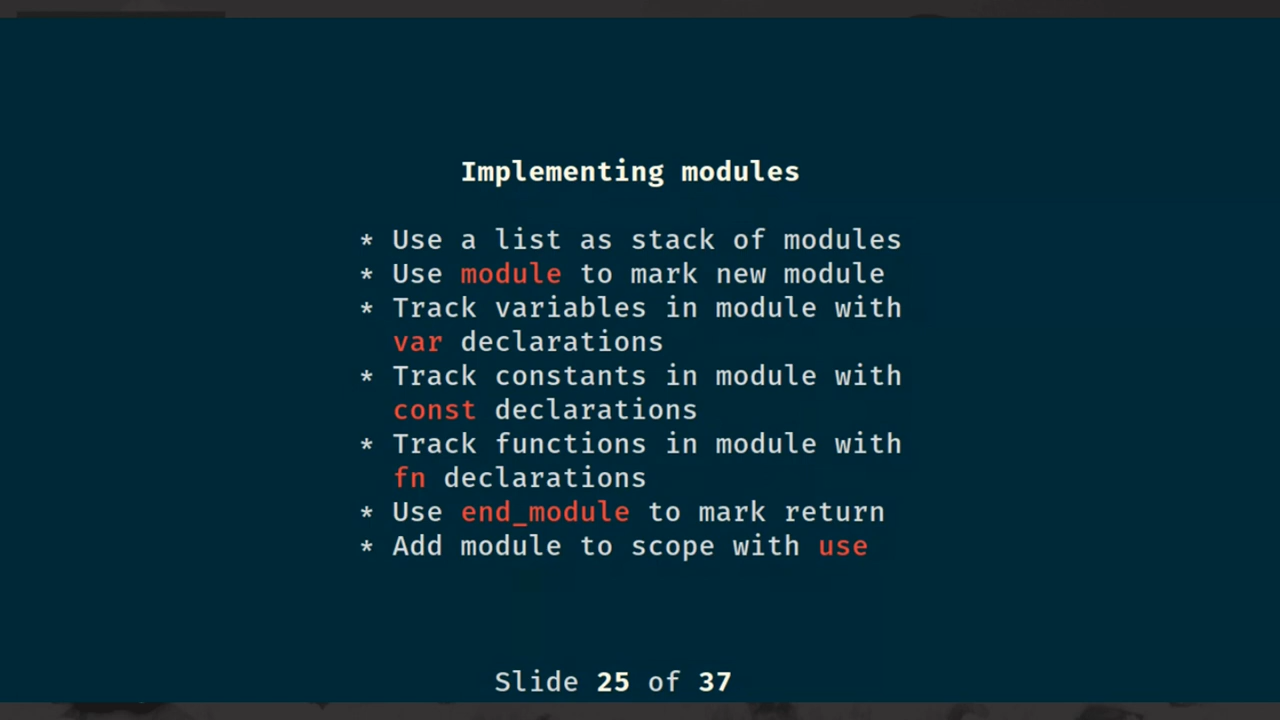 Implementing modules
* Use a list as stack of modules
* Use module to mark new module
* Track variables in module with
var declarations
* Track constants in module with
const declarations
* Track functions in module with
fn declarations
* Use end_module to mark return
* Add module to scope with use
Slide 25 of 37